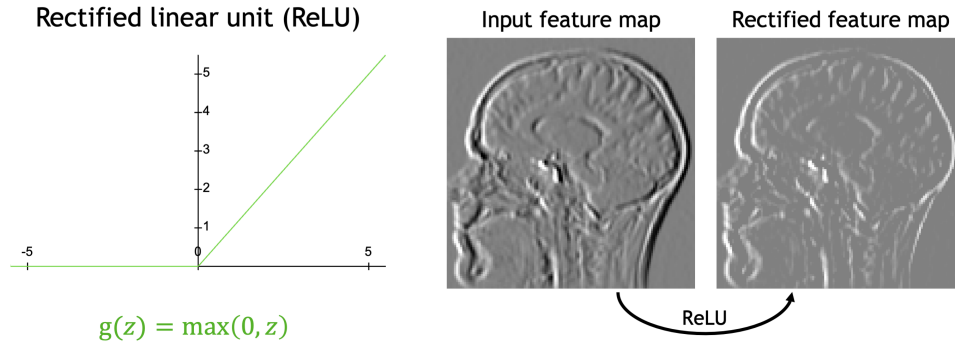 Rectified linear unit (ReLU)
5
4
3
2
1
-5
0
5
g(z) = max(0, z)
Input feature map
Rectified feature map
ReLU